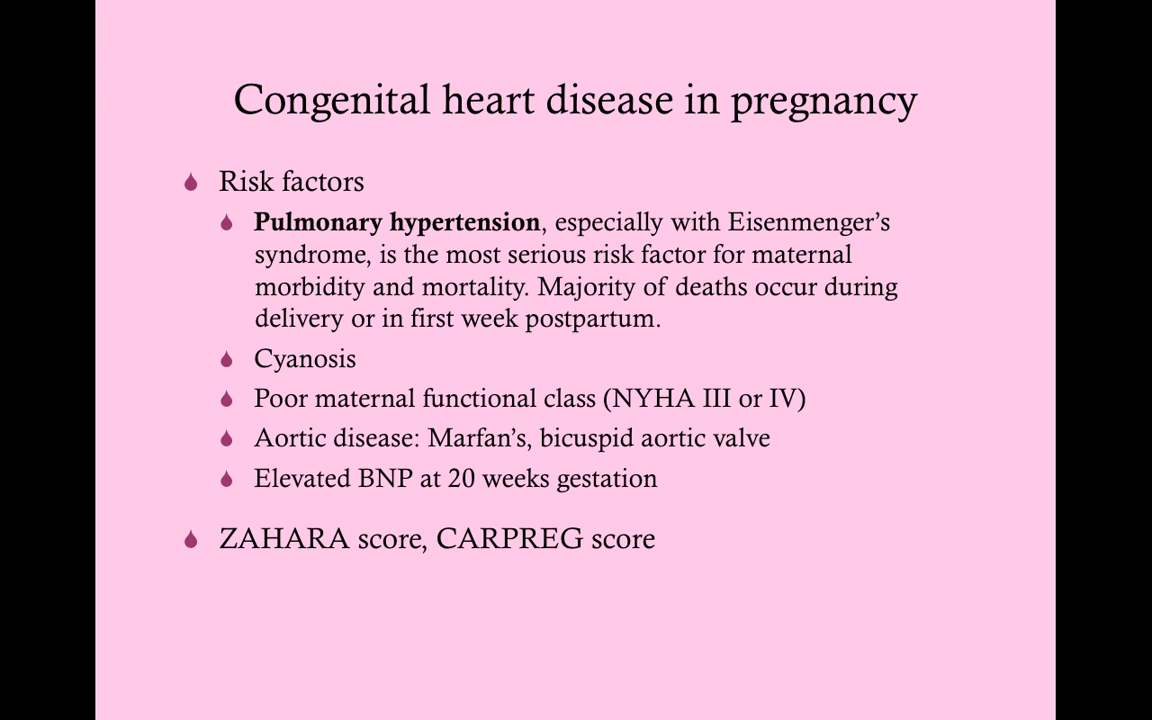 Congenital heart disease in pregnancy
Risk factors
Pulmonary hypertension, especially with Eisenmenger’s
syndrome, is the most serious risk factor for maternal
morbidity and mortality. Majority of deaths occur during
delivery or in first week postpartum.
Cyanosis
Poor maternal functional class (NYHA III or IV)
Aortic disease: Marfan’s, bicuspid aortic valve
Elevated BNP at 20 weeks gestation
ZAHARA score, CARPREG score